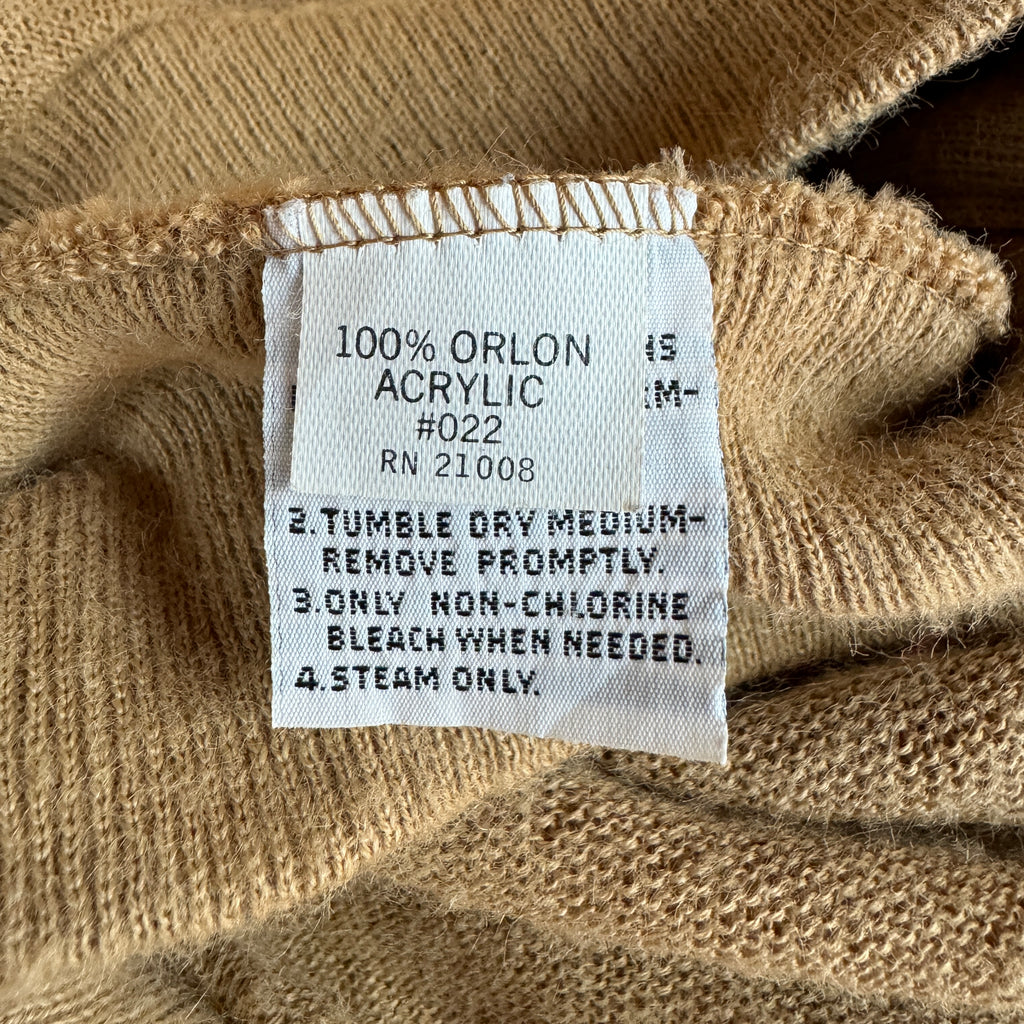 100% ORLON
ACRYLIC
#022
RN 21008
2.TUMBLE DRY MEDIUM-
REMOVE PROMPTLY.
3.ONLY NON-CHLORINE
BLEACH WHEN NEEDED.
4.STEAM ONLY.